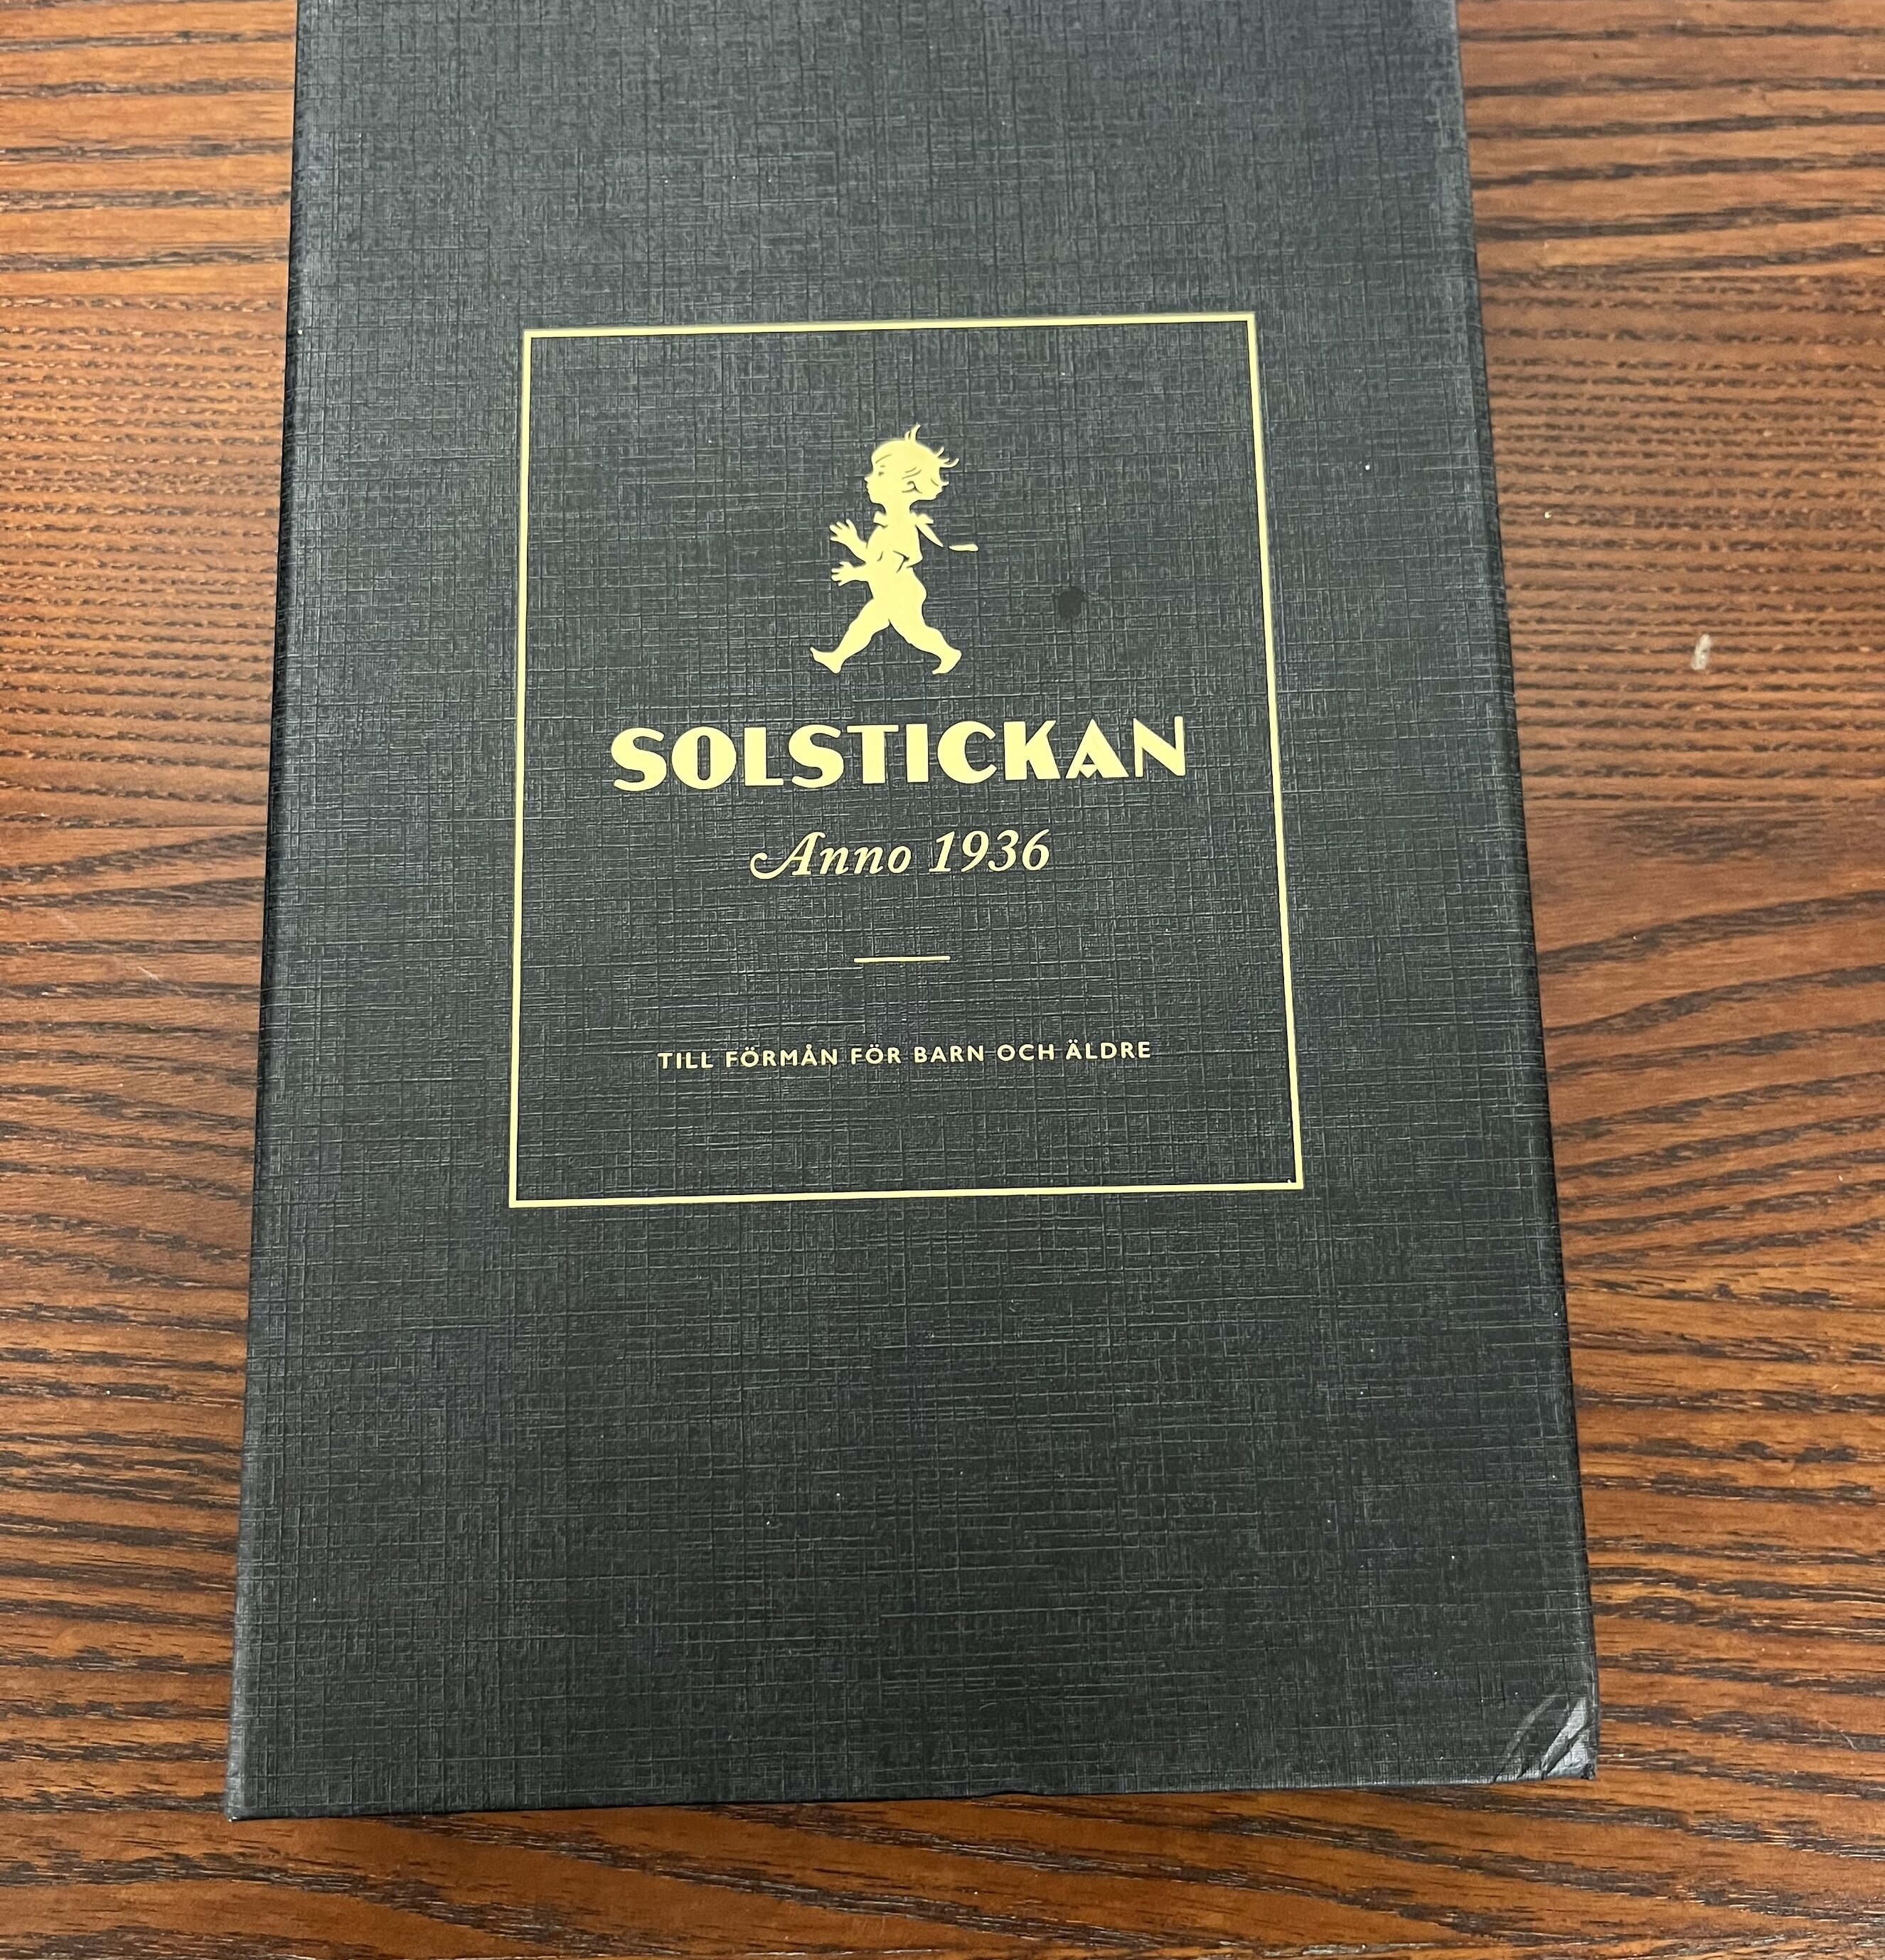 SOLSTICKAN
Anno 1936
TILL FÖRMÅN FÖR BARN OCH ÄLDRE